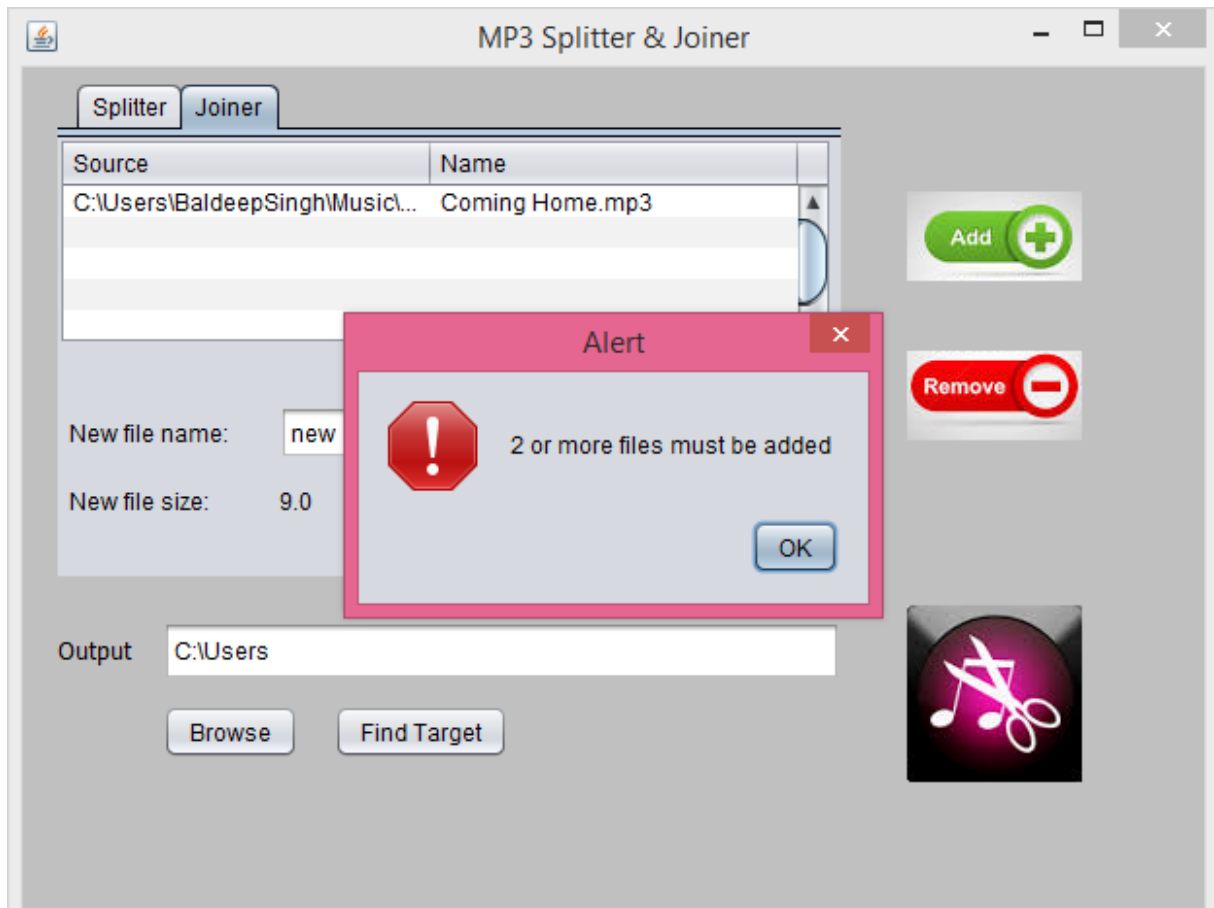 MP3 Splitter & Joiner
Splitter Joiner
Source Name
C:\Users\BaldeepSingh\Music\... Coming Home.mp3
Add
Alert
Remove
2 or more files must be added
New file name: new
New file size: 9.0
OK
Output C:\Users
Browse Find Target